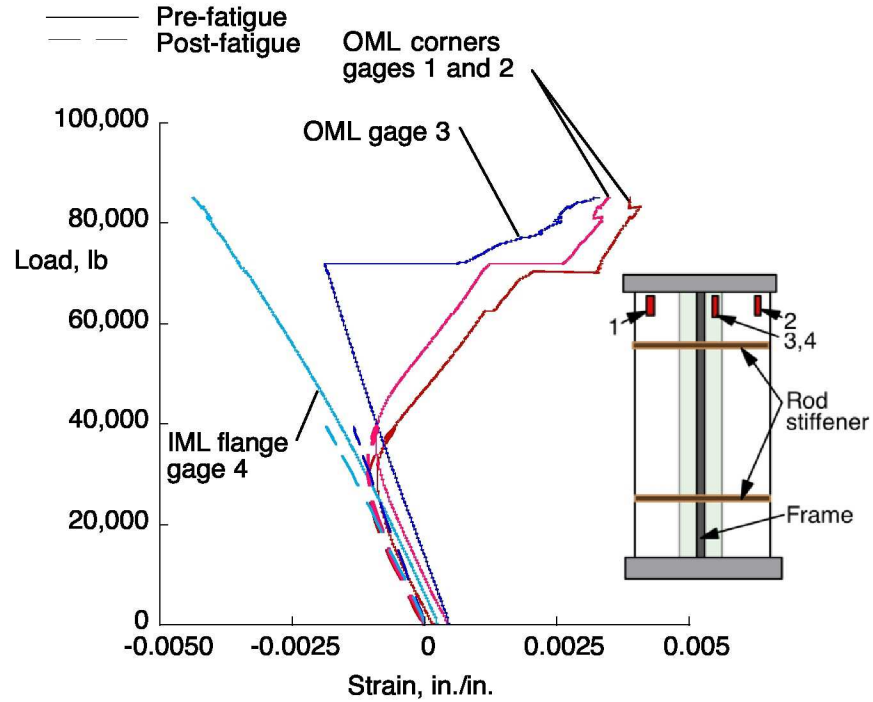 Pre-fatigue
Post-fatigue
OML corners
gages 1 and 2
OML gage 3
100,000
80,000
Load, lb
60,000
40,000
20,000
0
IML flange
gage 4
-0.0050
-0.0025
0
0.0025
0.005
Strain, in./in.
1
2
3,4
Rod
stiffener
Frame